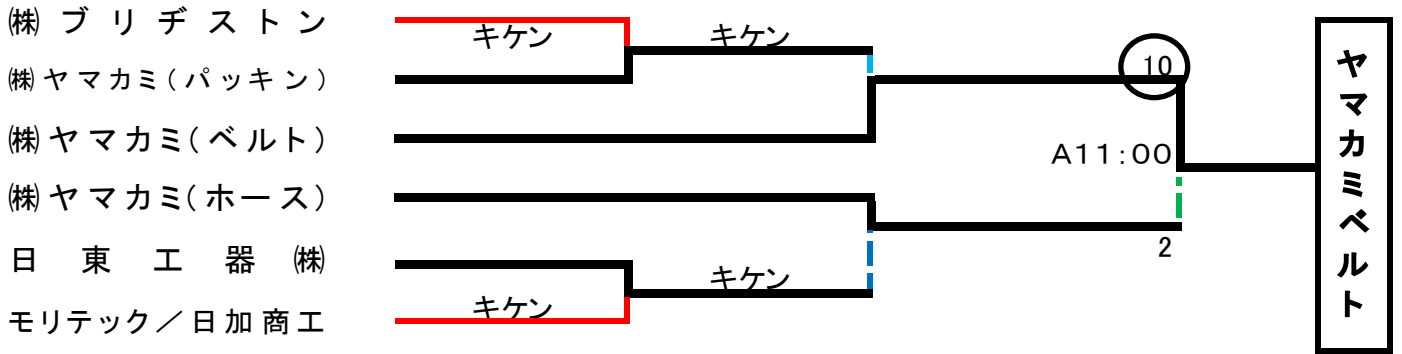 ㈱ブリヂストン
キケン
キケン
㈱ヤマカミ(パッキン)
10
㈱ヤマカミ(ベルト)
A11:00
㈱ヤマカミ(ホース)
2
日東工器㈱
キケン
モリテック／日加商工
キケン
ヤマカミベルト